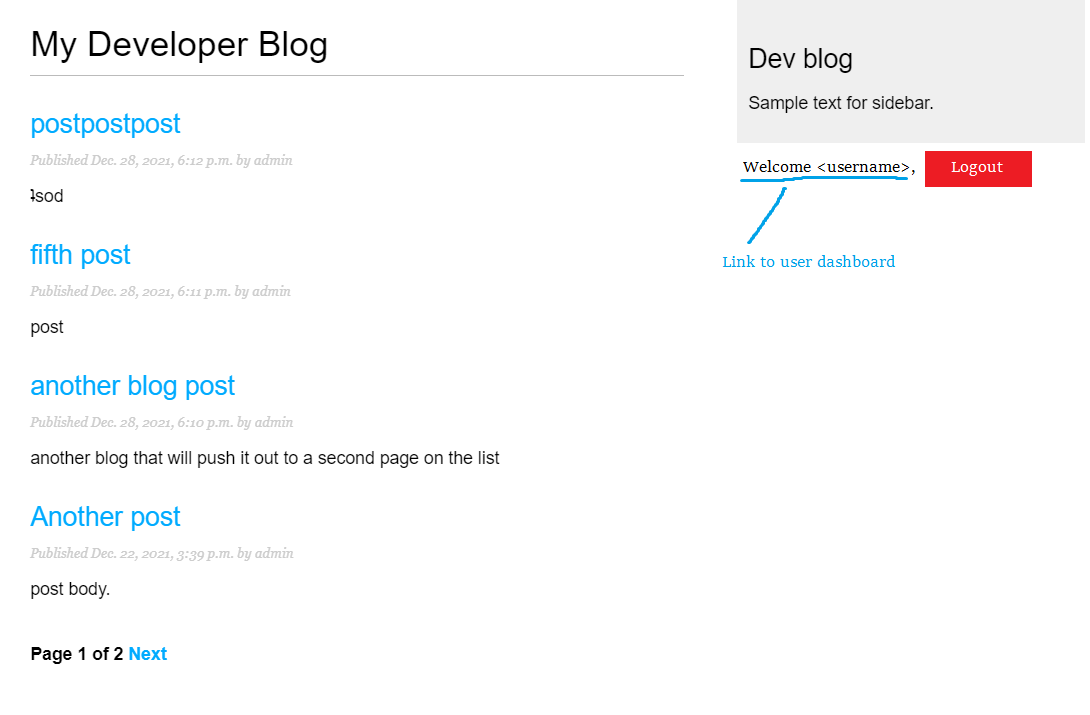 My Developer Blog
postpostpost
Published Dec. 28, 2021, 6:12 p.m. by admin
sod
fifth post
Published Dec. 28, 2021, 6:11 p.m. by admin
post
another blog post
Published Dec. 28, 2021, 6:10 p.m. by admin
another blog that will push it out to a second page on the list
Another post
Published Dec. 22, 2021, 3:39 p.m. by admin
post body.
Page 1 of 2 Next
Dev blog
Sample text for sidebar.
Welcome <username>, Logout
Link to user dashboard